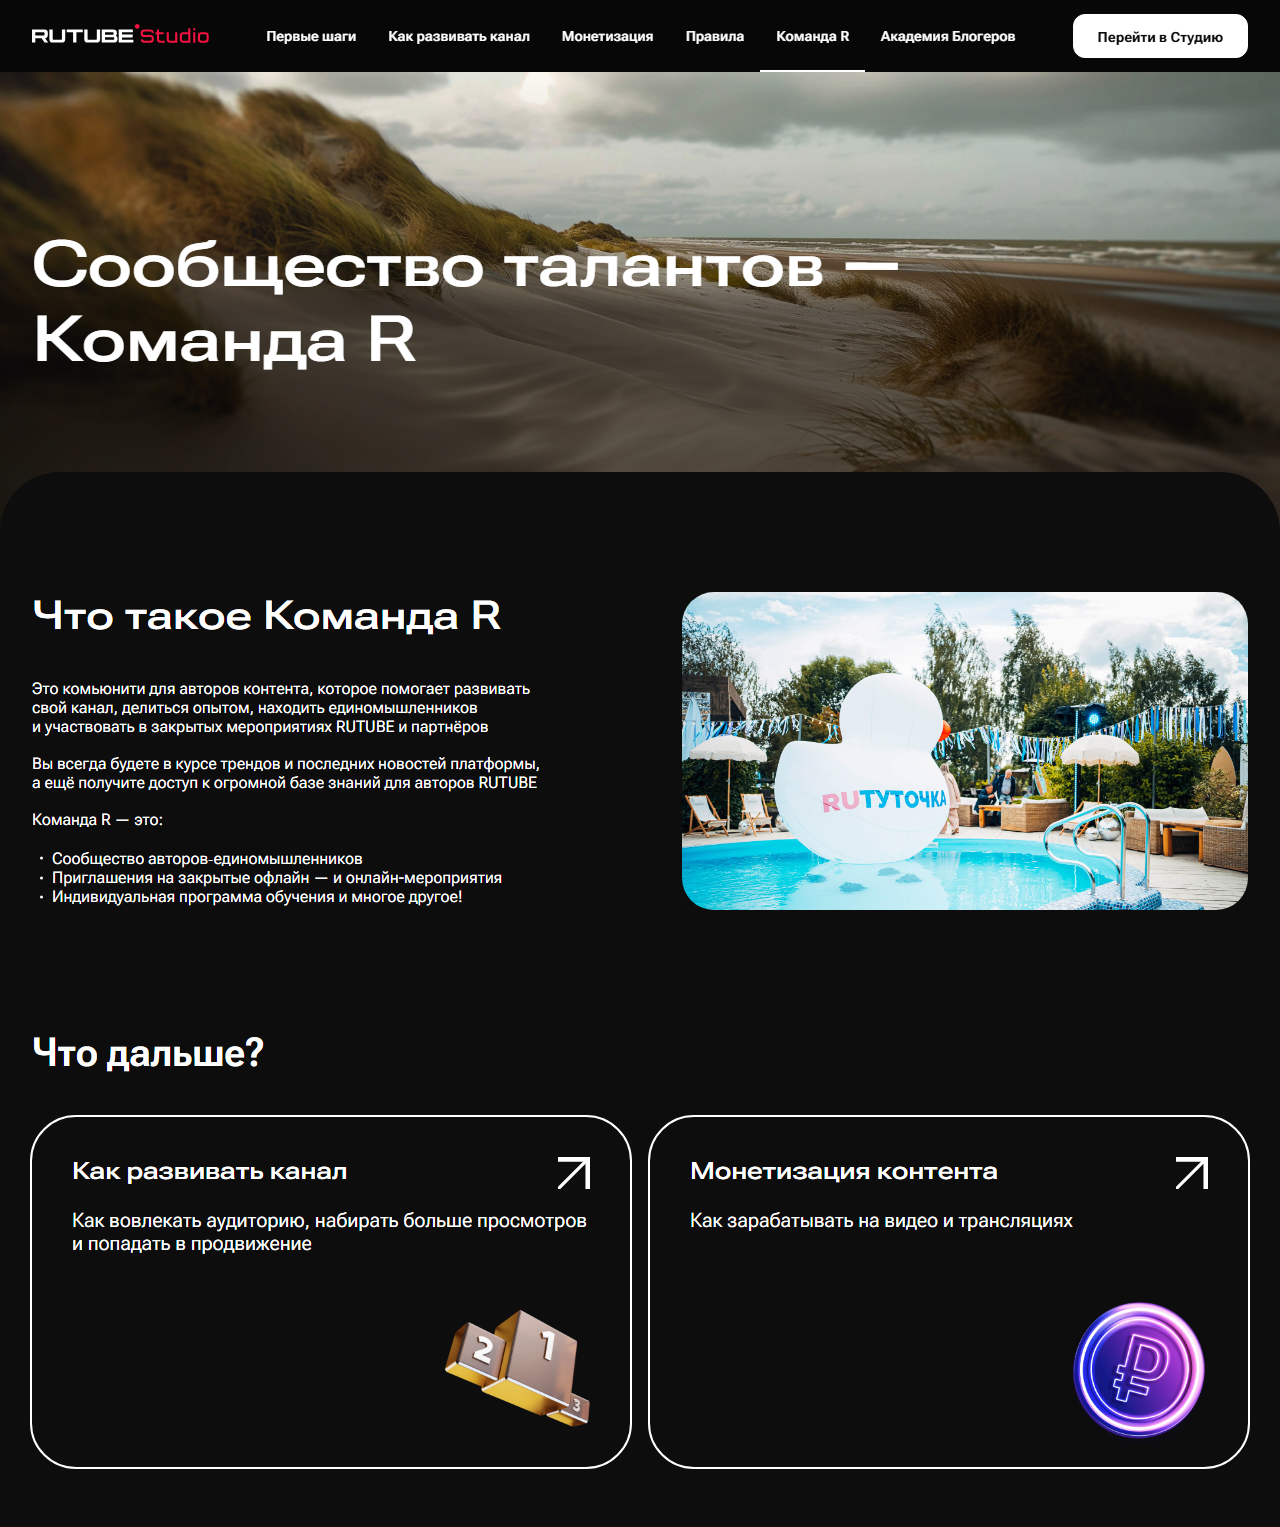 RUTUBE Studio
Первые шаги
Как развивать канал
Монетизация
Правила
Команда R
Академия Блогеров
Перейти в Студию
Сообщество талантов —
Команда R
Что такое Команда R
Это комьюнити для авторов контента, которое помогает развивать
свой канал, делиться опытом, находить единомышленников
и участвовать в закрытых мероприятиях RUTUBE и партнёров
Вы всегда будете в курсе трендов и последних новостей платформы,
а ещё получите доступ к огромной базе знаний для авторов RUTUBE
Команда R — это:
• Сообщество авторов-единомышленников
• Приглашения на закрытые офлайн — и онлайн-мероприятия
• Индивидуальная программа обучения и многое другое!
RUТУТОЧКА
Что дальше?
Как развивать канал
Как вовлекать аудиторию, набирать больше просмотров
и попадать в продвижение
2 1 3
Монетизация контента
Как зарабатывать на видео и трансляциях
₽